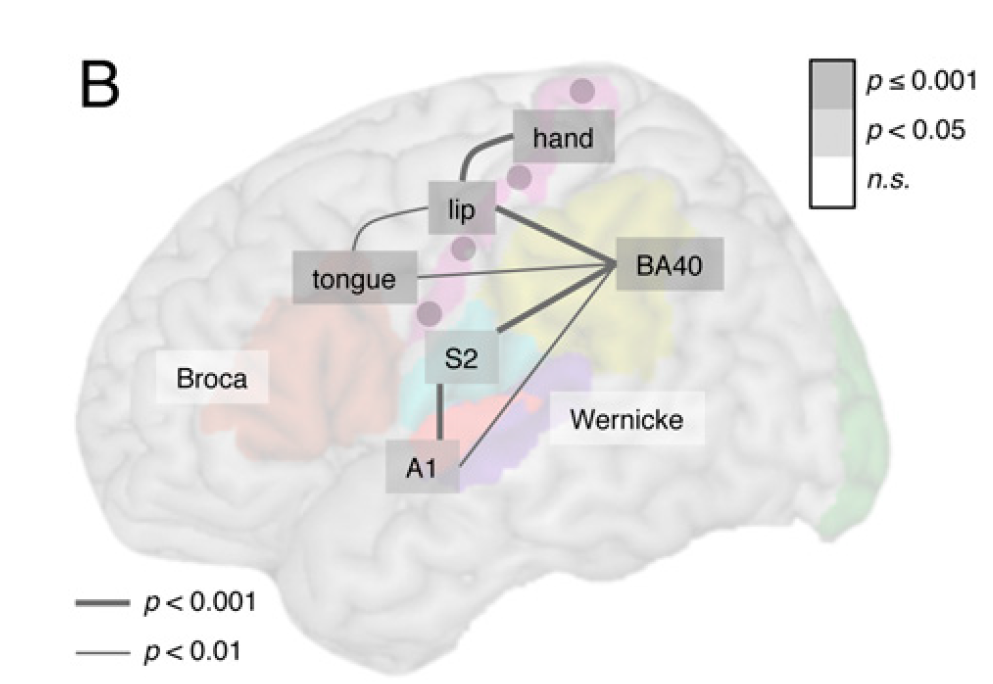 B
p ≤ 0.001
p < 0.05
n.s.
hand
lip
tongue
BA40
S2
Broca
Wernicke
A1
p < 0.001
p < 0.01